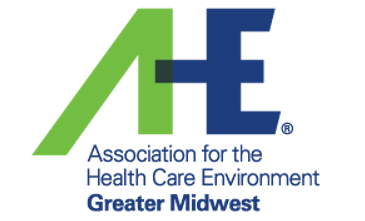 AHE®
Association for the
Health Care Environment
Greater Midwest